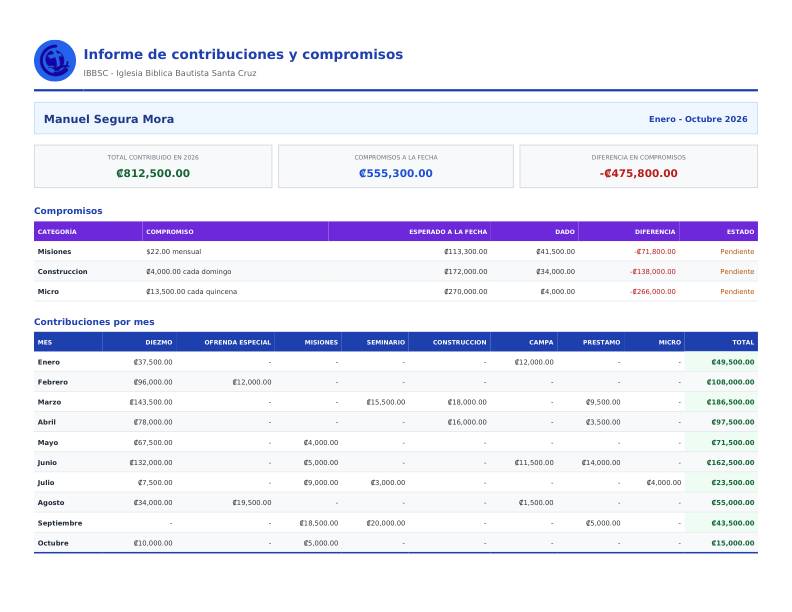 Informe de contribuciones y compromisos
IBBSC - Iglesia Biblica Bautista Santa Cruz
Manuel Segura Mora Enero - Octubre 2026
TOTAL CONTRIBUIDO EN 2026 COMPROMISOS A LA FECHA DIFERENCIA EN COMPROMISOS
₡812,500.00 ₡555,300.00 -₡475,800.00
Compromisos
CATEGORÍA COMPROMISO ESPERADO A LA FECHA DADO DIFERENCIA ESTADO
Misiones $22.00 mensual ₡113,300.00 ₡41,500.00 -₡71,800.00 Pendiente
Construccion ₡4,000.00 cada domingo ₡172,000.00 ₡34,000.00 -₡138,000.00 Pendiente
Micro ₡13,500.00 cada quincena ₡270,000.00 ₡4,000.00 -₡266,000.00 Pendiente
Contribuciones por mes
MES DIEZMO OFRENDA ESPECIAL MISIONES SEMINARIO CONSTRUCCION CAMPA PRESTAMO MICRO TOTAL
Enero ₡37,500.00 - - - - ₡12,000.00 - - ₡49,500.00
Febrero ₡96,000.00 ₡12,000.00 - - - - - - ₡108,000.00
Marzo ₡143,500.00 - - ₡15,500.00 ₡18,000.00 - ₡9,500.00 - ₡186,500.00
Abril ₡78,000.00 - - - ₡16,000.00 - ₡3,500.00 - ₡97,500.00
Mayo ₡67,500.00 - ₡4,000.00 - - - - - ₡71,500.00
Junio ₡132,000.00 - ₡5,000.00 - - ₡11,500.00 ₡14,000.00 - ₡162,500.00
Julio ₡7,500.00 - ₡9,000.00 ₡3,000.00 - - - ₡4,000.00 ₡23,500.00
Agosto ₡34,000.00 ₡19,500.00 - - - ₡1,500.00 - - ₡55,000.00
Septiembre - - ₡18,500.00 ₡20,000.00 - - ₡5,000.00 - ₡43,500.00
Octubre ₡10,000.00 - ₡5,000.00 - - - - - ₡15,000.00